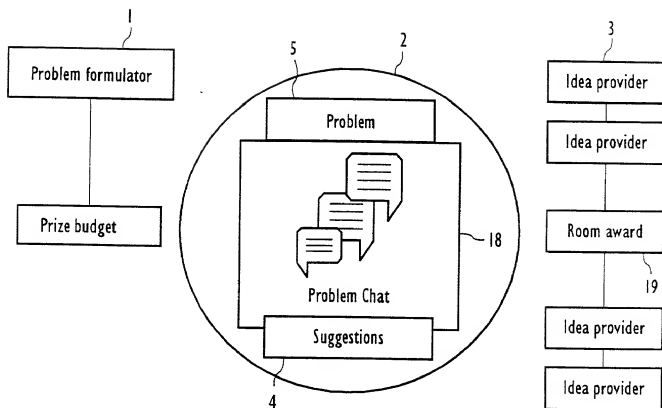 1
Problem formulator
Prize budget
2
5
Problem
Problem Chat
18
Suggestions
4
3
Idea provider
Idea provider
Room award
19
Idea provider
Idea provider